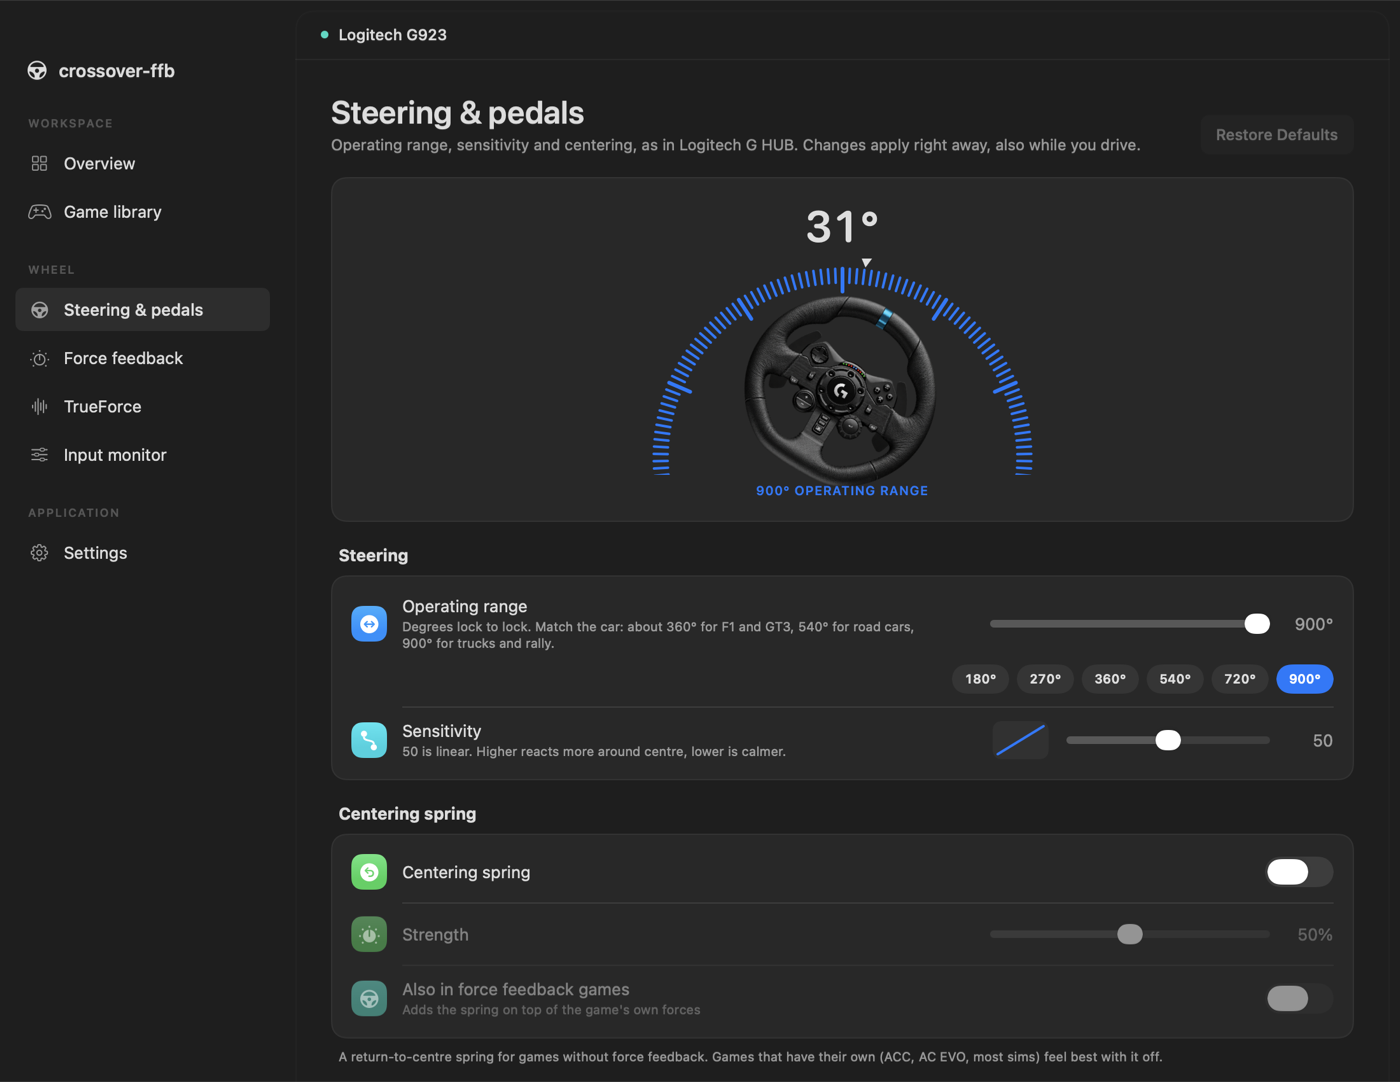 Logitech G923
crossover-ffb
WORKSPACE
Overview
Game library
WHEEL
Steering & pedals
Force feedback
TrueForce
Input monitor
APPLICATION
Settings
Steering & pedals
Operating range, sensitivity and centering, as in Logitech G HUB. Changes apply right away, also while you drive.
Restore Defaults
31°
900° OPERATING RANGE
Steering
Operating range
Degrees lock to lock. Match the car: about 360° for F1 and GT3, 540° for road cars,
900° for trucks and rally.
900°
180° 270° 360° 540° 720° 900°
Sensitivity
50 is linear. Higher reacts more around centre, lower is calmer.
50
Centering spring
Centering spring
Strength
50%
Also in force feedback games
Adds the spring on top of the game's own forces
A return-to-centre spring for games without force feedback. Games that have their own (ACC, AC EVO, most sims) feel best with it off.